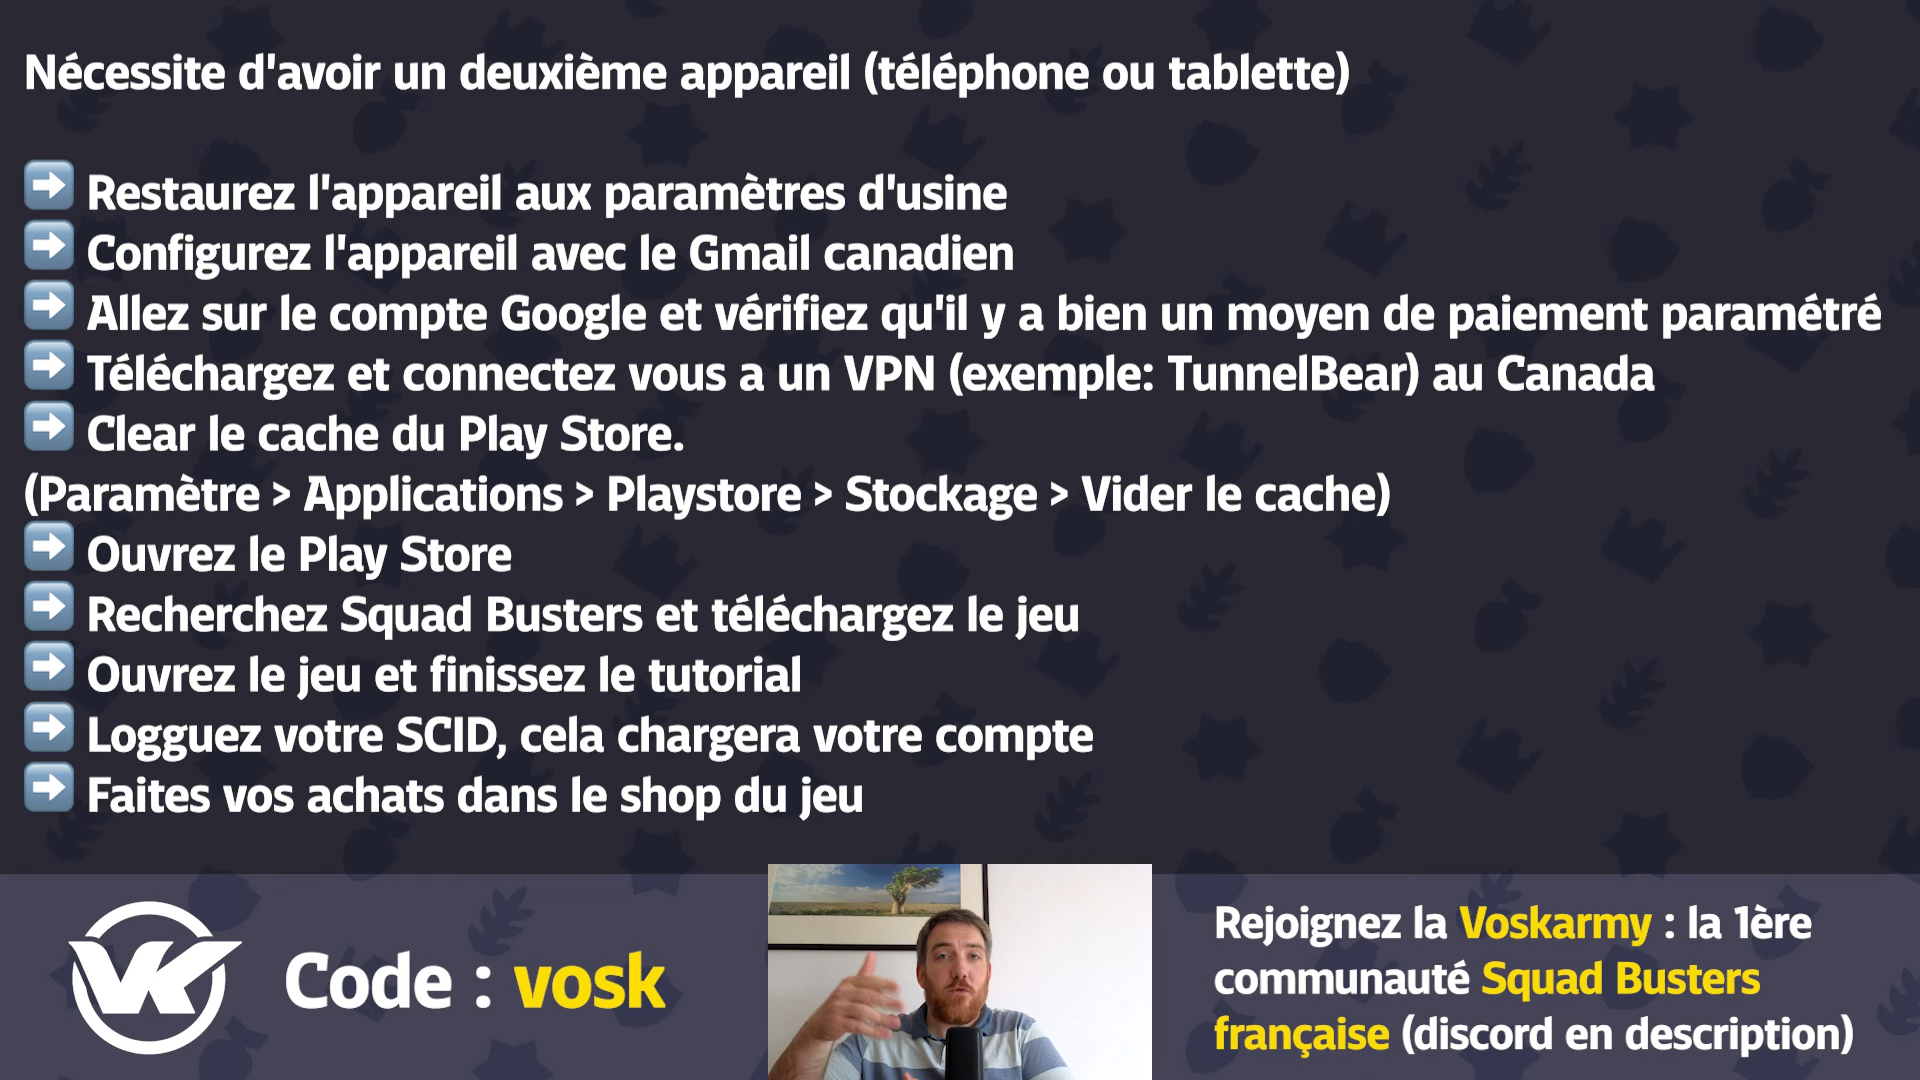 Nécessite d'avoir un deuxième appareil (téléphone ou tablette)
➡️ Restaurez l'appareil aux paramètres d'usine
➡️ Configurez l'appareil avec le Gmail canadien
➡️ Allez sur le compte Google et vérifiez qu'il y a bien un moyen de paiement paramétré
➡️ Téléchargez et connectez vous a un VPN (exemple: TunnelBear) au Canada
➡️ Clear le cache du Play Store.
(Paramètre > Applications > Playstore > Stockage > Vider le cache)
➡️ Ouvrez le Play Store
➡️ Recherchez Squad Busters et téléchargez le jeu
➡️ Ouvrez le jeu et finissez le tutorial
➡️ Logguez votre SCID, cela chargera votre compte
➡️ Faites vos achats dans le shop du jeu
VK
Code : vosk
Rejoignez la Voskarmy : la 1ère
communauté Squad Busters
française (discord en description)